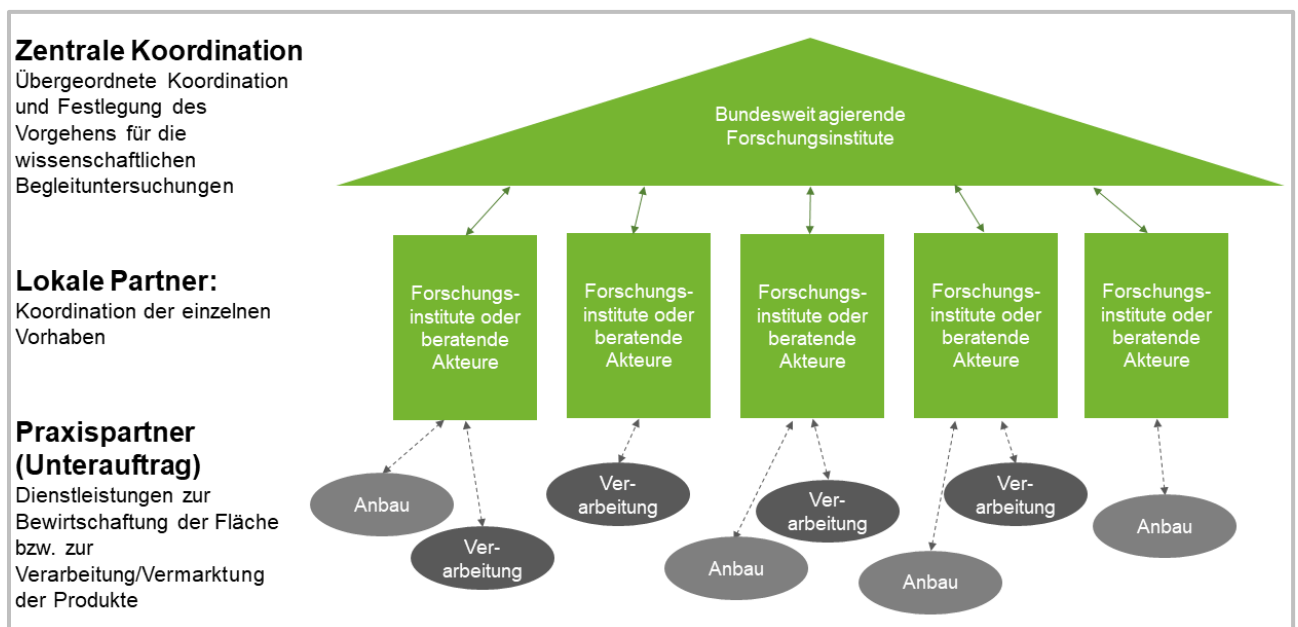 Zentrale Koordination
Übergeordnete Koordination
und Festlegung des
Vorgehens für die
wissenschaftlichen
Begleituntersuchungen
Bundesweit agierende
Forschungsinstitute
Lokale Partner:
Koordination der einzelnen
Vorhaben
Forschungs-
institute oder
beratende
Akteure
Forschungs-
institute oder
beratende
Akteure
Forschungs-
institute oder
beratende
Akteure
Forschungs-
institute oder
beratende
Akteure
Forschungs-
institute oder
beratende
Akteure
Praxispartner
(Unterauftrag)
Dienstleistungen zur
Bewirtschaftung der Fläche
bzw. zur
Verarbeitung/Vermarktung
der Produkte
Anbau
Ver-
arbeitung
Ver-
arbeitung
Anbau
Ver-
arbeitung
Anbau
Ver-
arbeitung
Anbau